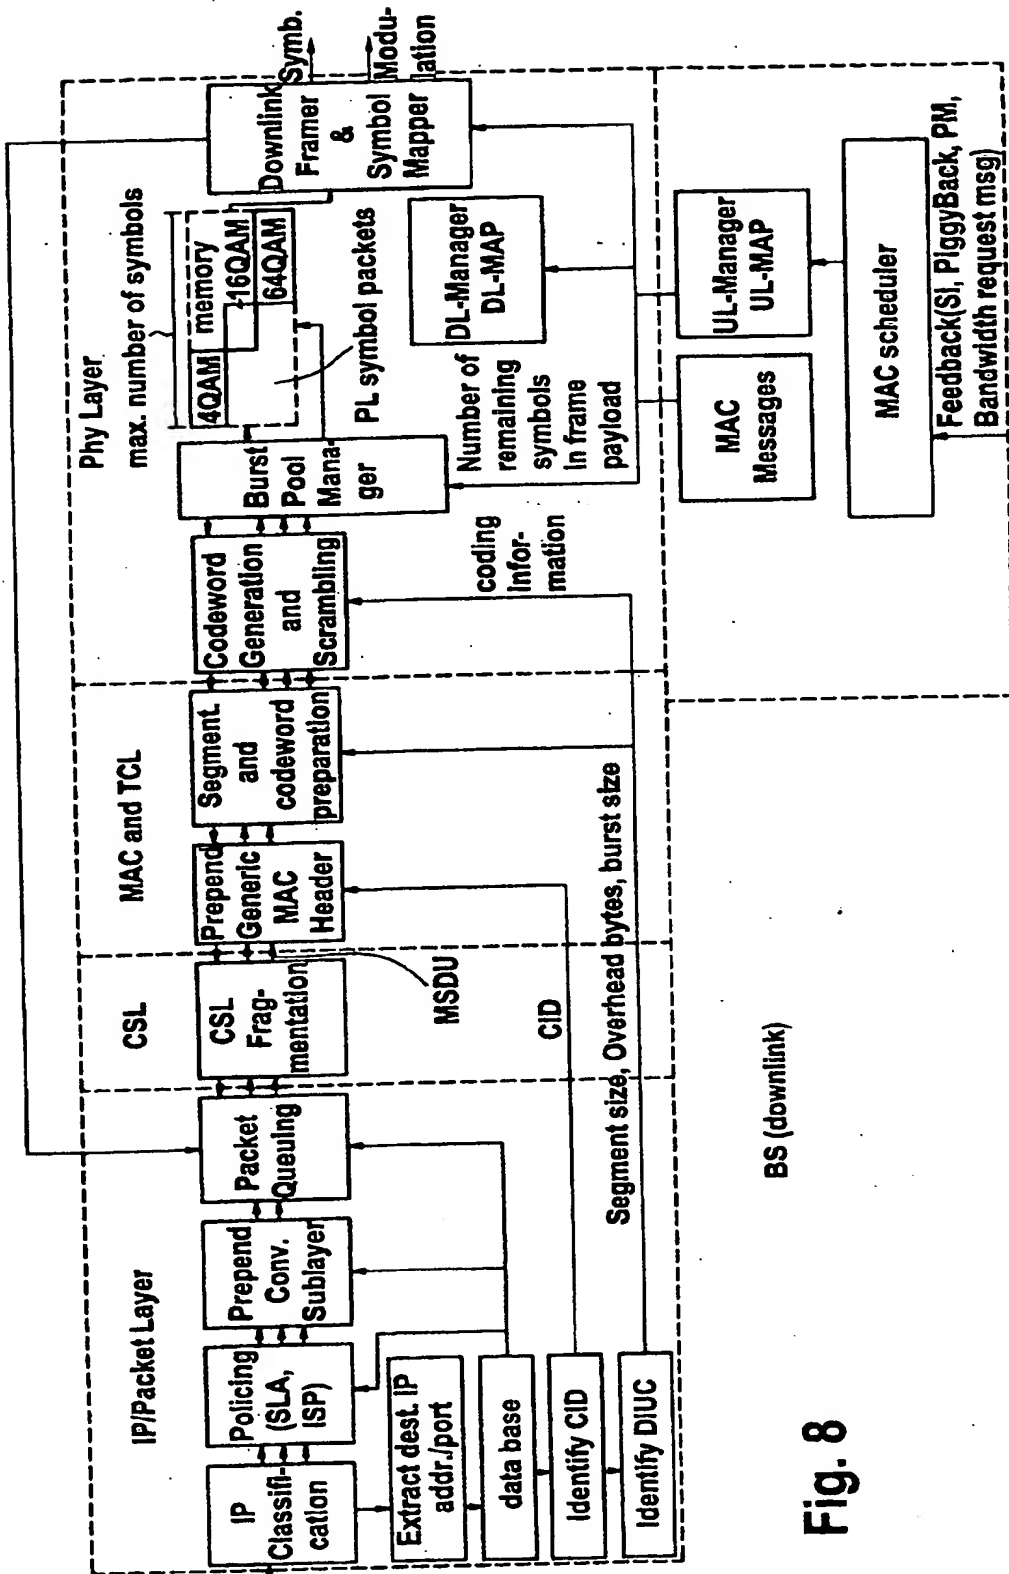 IP/Packet Layer
CSL
MAC and TCL
Phy Layer
max. number of symbols
IP
Classifi-
cation
Policing
(SLA,
ISP)
Prepend
Conv.
Sublayer
Packet
Queuing
CSL
Frag-
mentation
Prepend
Generic
MAC
Header
Segment.
and
codeword
preparation
Codeword
Generation
and
Scrambling
Burst
Pool
Mana-
ger
4QAM
memory
16QAM
64QAM
PL symbol packets
Downlink
Framer
&
Symbol
Mapper
Symb.
Modu-
lation
Extract dest. IP
addr./port
data base
Identify CID
Identify DIUC
MSDU
CID
Segment size, Overhead bytes, burst size
coding
Infor-
mation
Number of
remaining
symbols
In frame
payload
DL-Manager
DL-MAP
MAC
Messages
UL-Manager
UL-MAP
MAC scheduler
Feedback(SI, PiggyBack, PM,
Bandwidth request msg)
BS (downlink)
Fig. 8